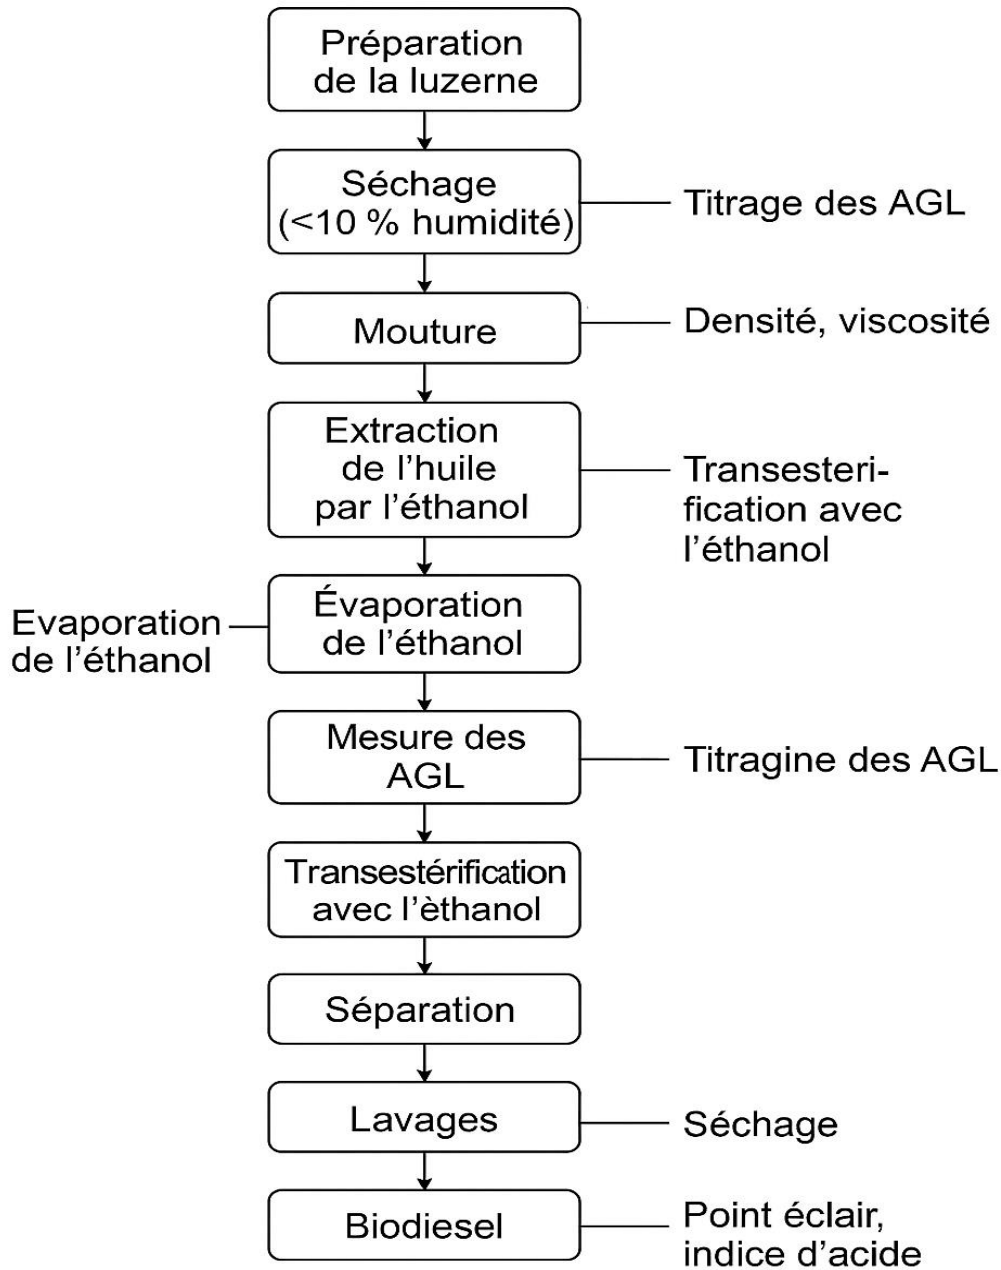 Préparation
de la luzerne
Séchage
(<10 % humidité)
Titrage des AGL
Mouture
Densité, viscosité
Extraction
de l'huile
par l'éthanol
Transesteri-
fication avec
l'éthanol
Evaporation
de l'éthanol
Évaporation
de l'éthanol
Mesure des
AGL
Titragine des AGL
Transestérification
avec l'èthanol
Séparation
Lavages
Séchage
Biodiesel
Point éclair,
indice d'acide